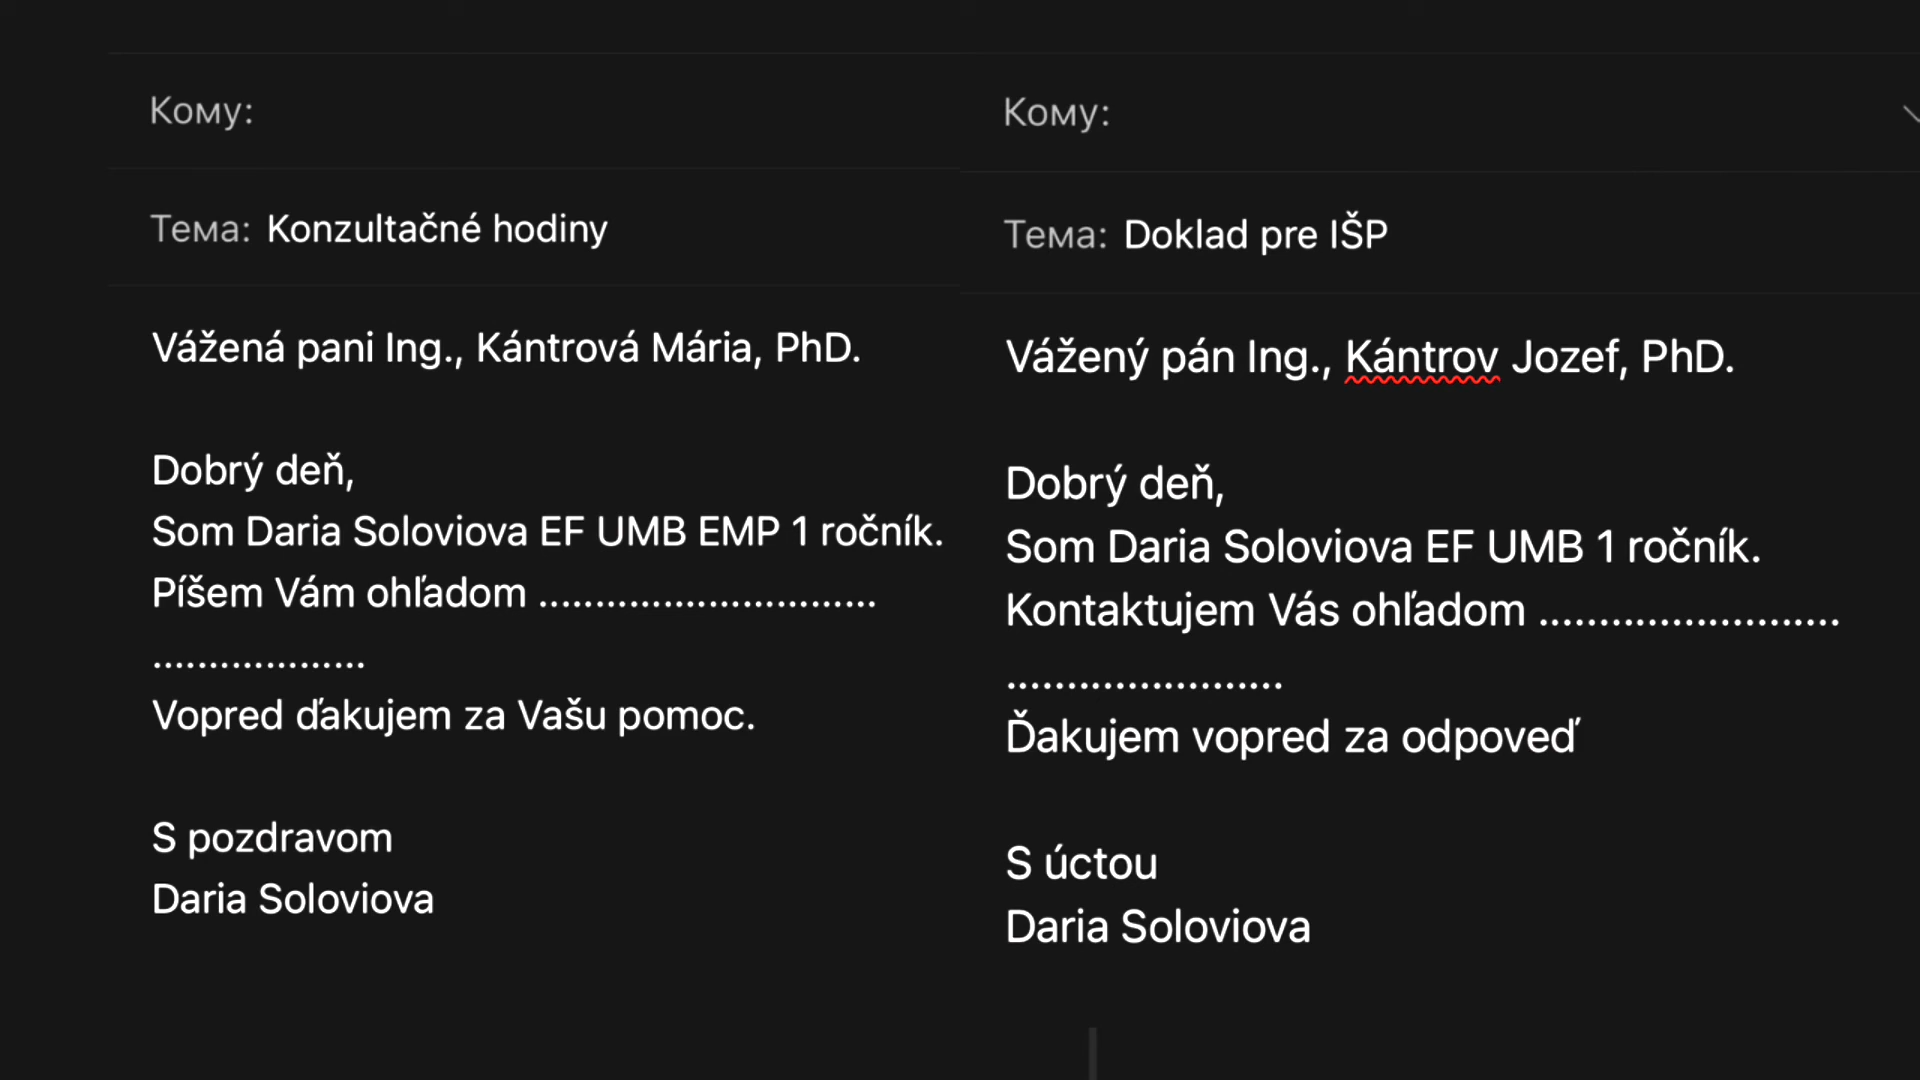 Кому:
Тема: Konzultačné hodiny
Vážená pani Ing., Kántrová Mária, PhD.
Dobrý deň,
Som Daria Soloviova EF UMB EMP 1 ročník.
Píšem Vám ohľadom ..............................
...................
Vopred ďakujem za Vašu pomoc.
S pozdravom
Daria Soloviova
Кому:
Тема: Doklad pre IŠP
Vážený pán Ing., Kántrov Jozef, PhD.
Dobrý deň,
Som Daria Soloviova EF UMB 1 ročník.
Kontaktujem Vás ohľadom .........................
.......................
Ďakujem vopred za odpoveď
S úctou
Daria Soloviova